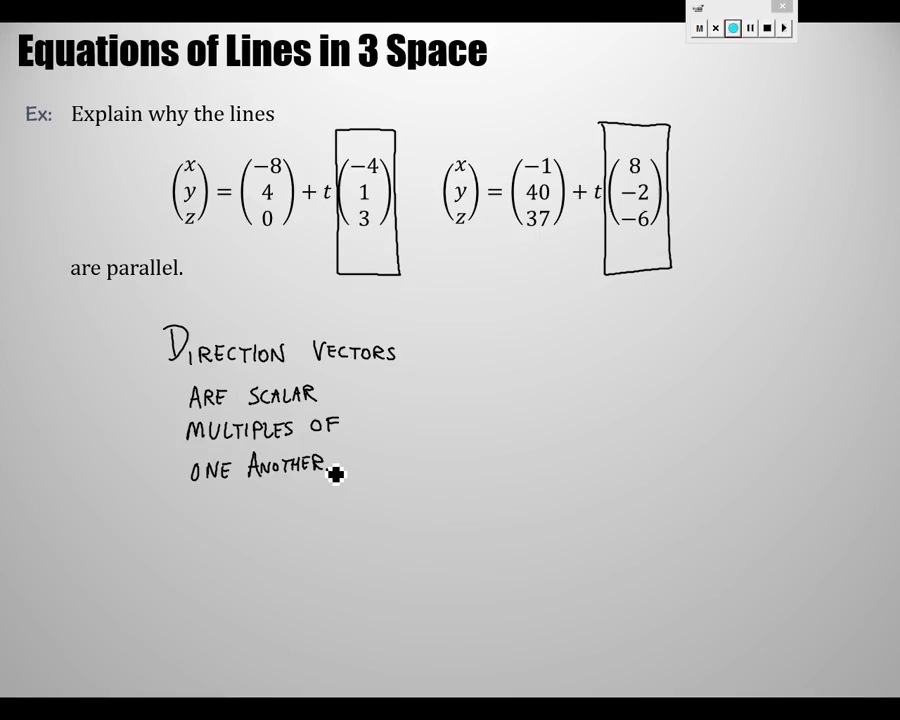 Equations of Lines in 3 Space
Ex: Explain why the lines
(x y z) = (−8 4 0) + t (−4 1 3)   (x y z) = (−1 40 37) + t (8 −2 −6)
are parallel.
DIRECTION VECTORS
ARE SCALAR
MULTIPLES OF
ONE ANOTHER.